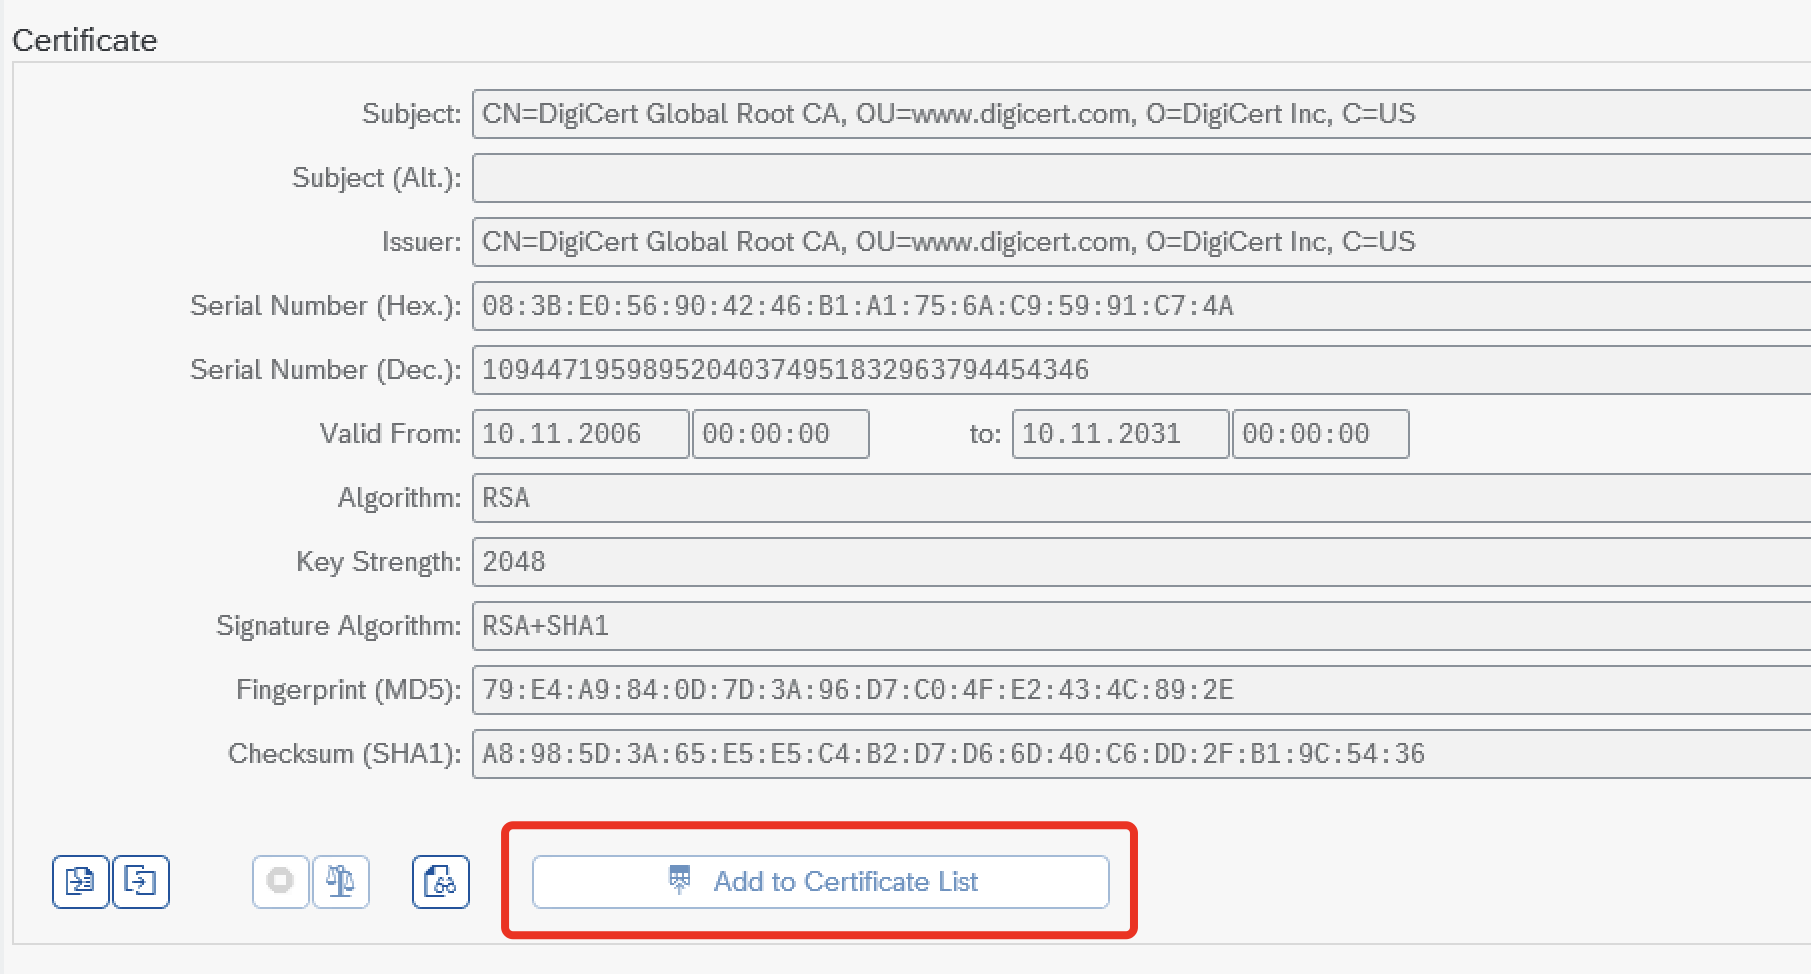 Certificate
Subject: CN=DigiCert Global Root CA, OU=www.digicert.com, O=DigiCert Inc, C=US
Subject (Alt.):
Issuer: CN=DigiCert Global Root CA, OU=www.digicert.com, O=DigiCert Inc, C=US
Serial Number (Hex.): 08:3B:E0:56:90:42:46:B1:A1:75:6A:C9:59:91:C7:4A
Serial Number (Dec.): 10944719598952040374951832963794454346
Valid From: 10.11.2006 00:00:00 to: 10.11.2031 00:00:00
Algorithm: RSA
Key Strength: 2048
Signature Algorithm: RSA+SHA1
Fingerprint (MD5): 79:E4:A9:84:0D:7D:3A:96:D7:C0:4F:E2:43:4C:89:2E
Checksum (SHA1): A8:98:5D:3A:65:E5:E5:C4:B2:D7:D6:6D:40:C6:DD:2F:B1:9C:54:36
Add to Certificate List